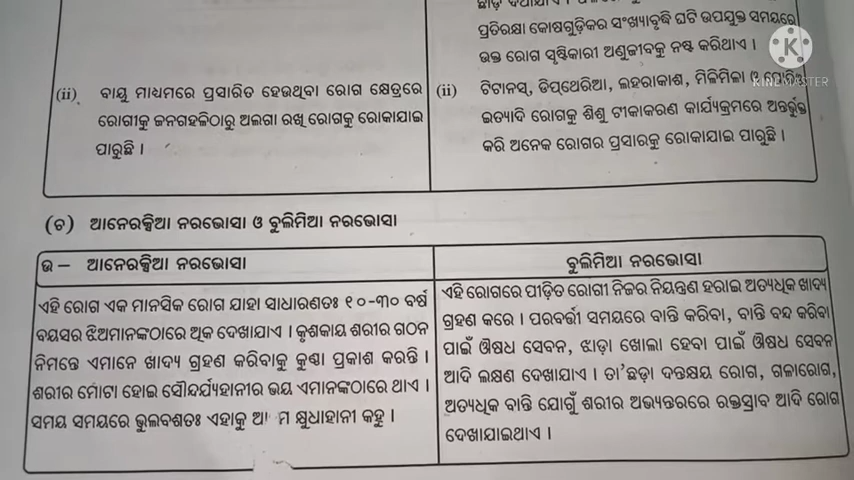 ପ୍ରତିରକ୍ଷା କୋଷଗୁଡ଼ିକର ସଂଖ୍ୟାବୃଦ୍ଧି ଘଟି ଉପଯୁକ୍ତ ସମୟରେ
ଉକ୍ତ ରୋଗ ସୃଷ୍ଟିକାରୀ ଅଣୁଜୀବକୁ ନଷ୍ଟ କରିଥାଏ ।
KINEMASTER
(ii) ବାୟୁ ମାଧ୍ୟମରେ ପ୍ରସାରିତ ହେଉଥିବା ରୋଗ କ୍ଷେତ୍ରରେ
ରୋଗୀକୁ ଜନଗହଳିଠାରୁ ଅଲଗା ରଖି ରୋଗକୁ ରୋକାଯାଇ
ପାରୁଛି ।
(ii) ଟିଟାନସ୍, ଡିପ୍‌ଥେରିଆ, ଲହରାକାଶ, ମିଳିମିଳା ଓ
ଇତ୍ୟାଦି ରୋଗକୁ ଶିଶୁ ଟୀକାକରଣ କାର୍ଯ୍ୟକ୍ରମରେ ଅନ୍ତର୍ଭୁକ୍ତ
କରି ଅନେକ ରୋଗର ପ୍ରସାରକୁ ରୋକାଯାଇ ପାରୁଛି ।
(ଚ) ଆନେରକ୍ସିଆ ନରଭୋସା ଓ ବୁଲିମିଆ ନରଭୋସା
ଉ – ଆନେରକ୍ସିଆ ନରଭୋସା
ଏହି ରୋଗ ଏକ ମାନସିକ ରୋଗ ଯାହା ସାଧାରଣତଃ ୧୦-୩୦ ବର୍ଷ
ବୟସର ଝିଅମାନଙ୍କଠାରେ ଅଧିକ ଦେଖାଯାଏ । କୃଶକାୟ ଶରୀର ଗଠନ
ନିମନ୍ତେ ଏମାନେ ଖାଦ୍ୟ ଗ୍ରହଣ କରିବାକୁ କୁଣ୍ଠା ପ୍ରକାଶ କରନ୍ତି ।
ଶରୀର ମୋଟା ହୋଇ ସୌନ୍ଦର୍ଯ୍ୟହାନୀର ଭୟ ଏମାନଙ୍କଠାରେ ଥାଏ ।
ସମୟ ସମୟରେ ଭୁଲବଶତଃ ଏହାକୁ କ୍ଷୁଧାହାନୀ କହୁ ।
ବୁଲିମିଆ ନରଭୋସା
ଏହି ରୋଗରେ ପୀଡ଼ିତ ରୋଗୀ ନିଜର ନିୟନ୍ତ୍ରଣ ହରାଇ ଅତ୍ୟଧିକ ଖାଦ୍ୟ
ଗ୍ରହଣ କରେ । ପରବର୍ତ୍ତୀ ସମୟରେ ବାନ୍ତି କରିବା, ବାନ୍ତି ବନ୍ଦ କରିବା
ପାଇଁ ଔଷଧ ସେବନ, ଝାଡ଼ା ଖୋଲା ହେବା ପାଇଁ ଔଷଧ ସେବନ
ଆଦି ଲକ୍ଷଣ ଦେଖାଯାଏ । ତା'ଛଡ଼ା ଦନ୍ତକ୍ଷୟ ରୋଗ, ଗଳାରୋଗ,
ଅତ୍ୟଧିକ ବାନ୍ତି ଯୋଗୁଁ ଶରୀର ଅଭ୍ୟନ୍ତରରେ ରକ୍ତସ୍ରାବ ଆଦି ରୋଗ
ଦେଖାଯାଇଥାଏ ।